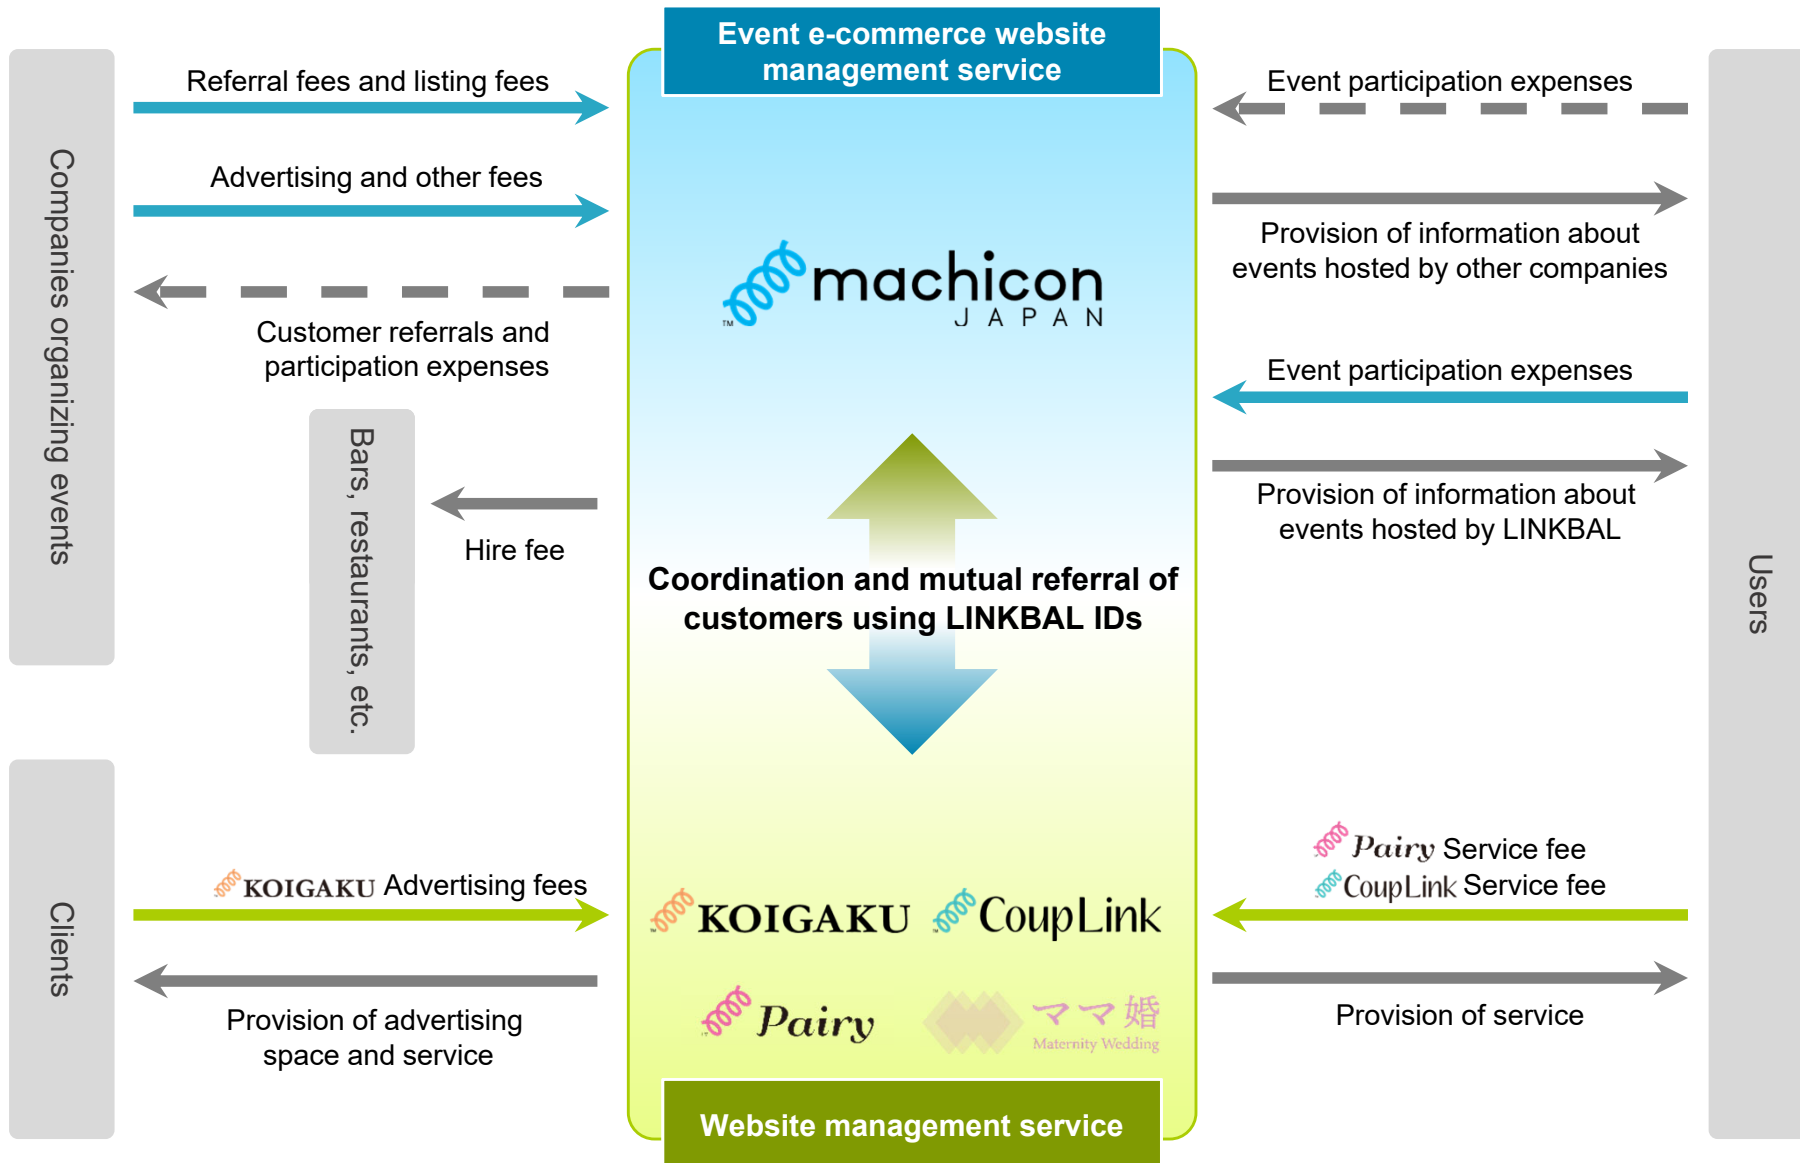 Event e-commerce website
management service
Companies organizing events
Referral fees and listing fees
Advertising and other fees
Customer referrals and
participation expenses
Bars, restaurants, etc.
Hire fee
TM machicon
JAPAN
Coordination and mutual referral of
customers using LINKBAL IDs
Event participation expenses
Provision of information about
events hosted by other companies
Event participation expenses
Provision of information about
events hosted by LINKBAL
Users
Clients
KOIGAKU Advertising fees
Provision of advertising
space and service
KOIGAKU
CoupLink
Pairy
ママ婚
Maternity Wedding
Pairy Service fee
CoupLink Service fee
Provision of service
Website management service